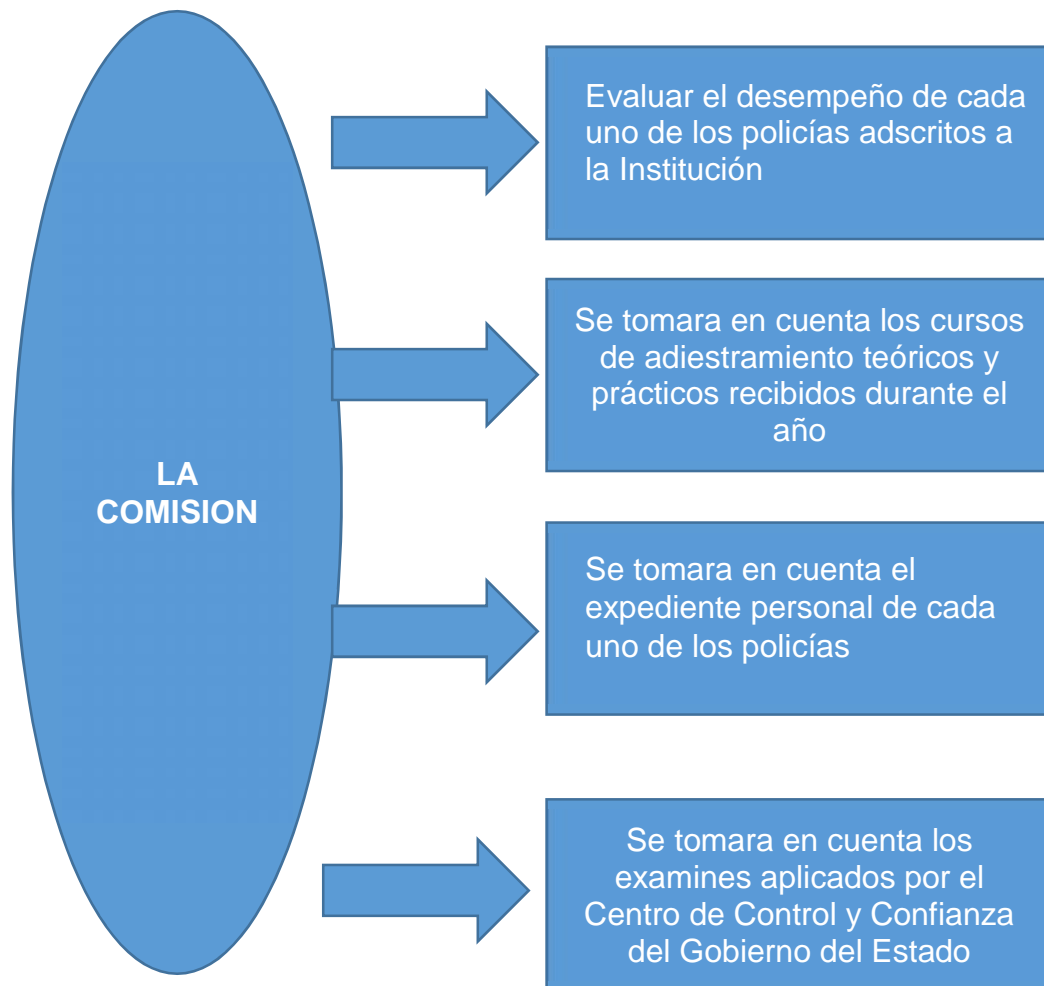 LA
COMISION
Evaluar el desempeño de cada
uno de los policías adscritos a
la Institución
Se tomara en cuenta los cursos
de adiestramiento teóricos y
prácticos recibidos durante el
año
Se tomara en cuenta el
expediente personal de cada
uno de los policías
Se tomara en cuenta los
examines aplicados por el
Centro de Control y Confianza
del Gobierno del Estado